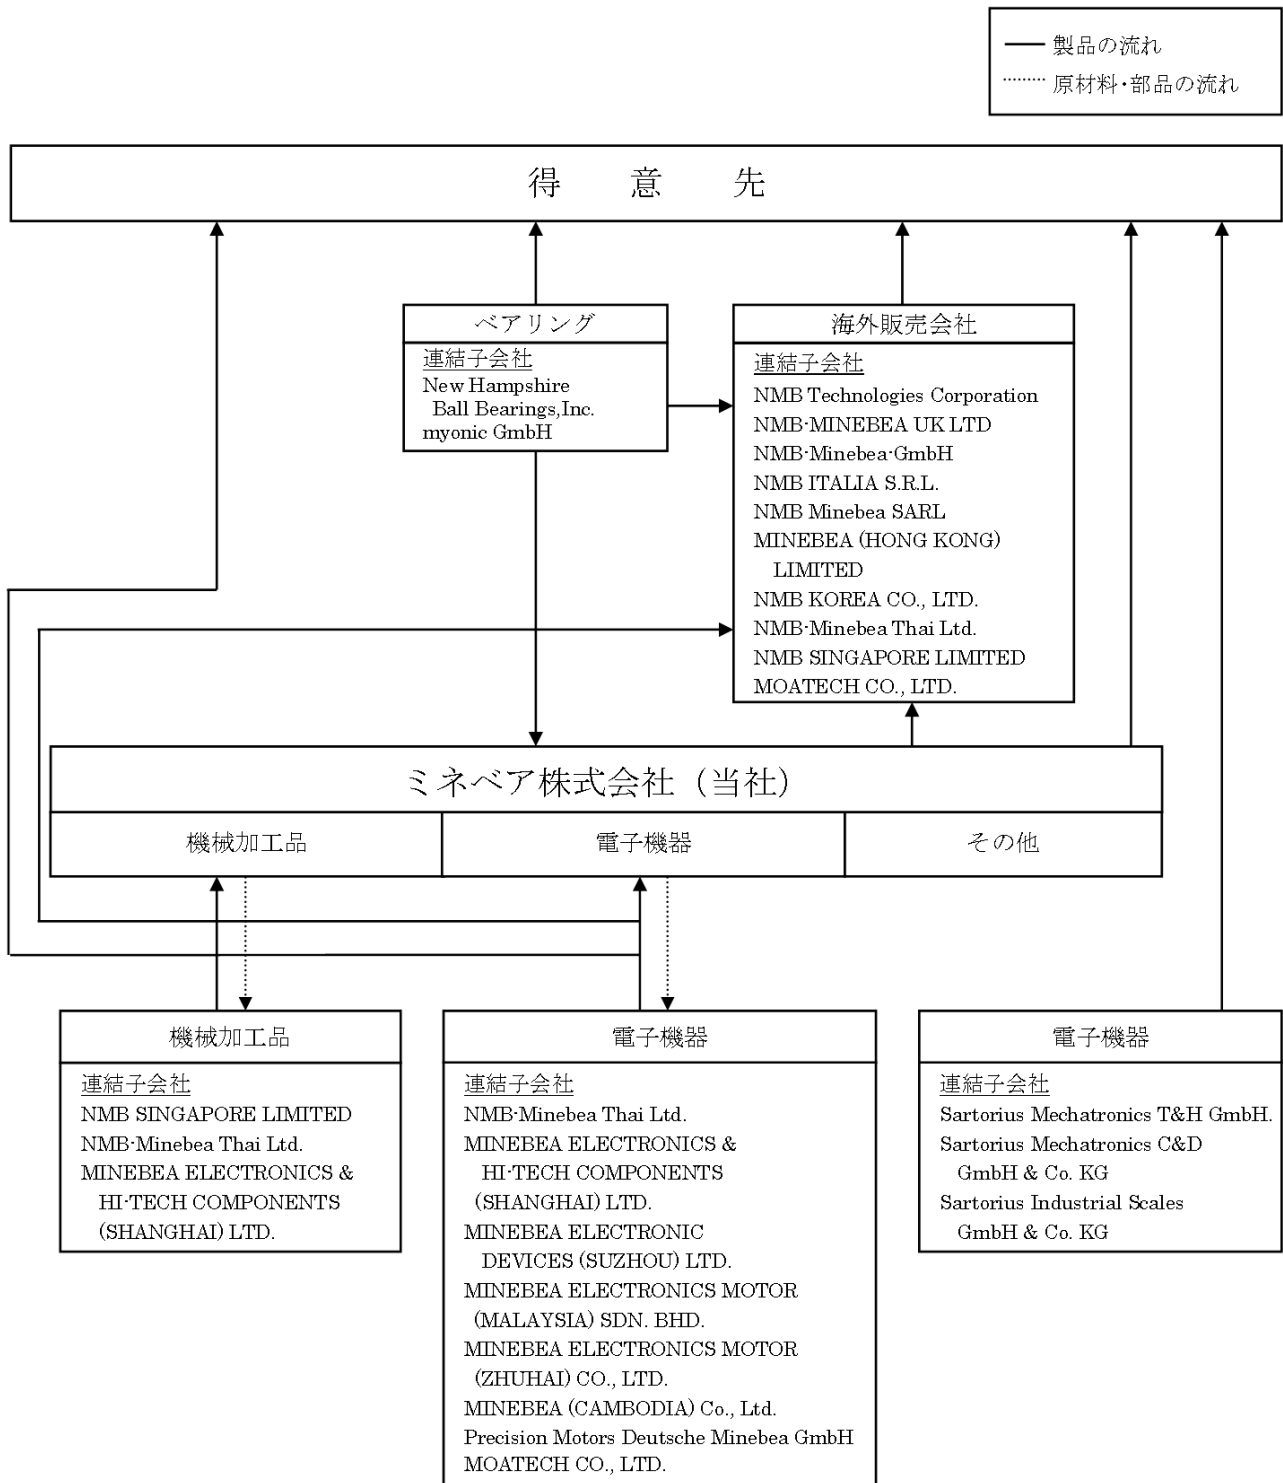 製品の流れ
原材料・部品の流れ
得意先
ベアリング
連結子会社
New Hampshire
Ball Bearings,Inc.
myonic GmbH
海外販売会社
連結子会社
NMB Technologies Corporation
NMB-MINEBEA UK LTD
NMB-Minebea-GmbH
NMB ITALIA S.R.L.
NMB Minebea SARL
MINEBEA (HONG KONG)
LIMITED
NMB KOREA CO., LTD.
NMB-Minebea Thai Ltd.
NMB SINGAPORE LIMITED
MOATECH CO., LTD.
ミネベア株式会社（当社）
機械加工品
電子機器
その他
機械加工品
連結子会社
NMB SINGAPORE LIMITED
NMB-Minebea Thai Ltd.
MINEBEA ELECTRONICS &
HI-TECH COMPONENTS
(SHANGHAI) LTD.
電子機器
連結子会社
NMB-Minebea Thai Ltd.
MINEBEA ELECTRONICS &
HI-TECH COMPONENTS
(SHANGHAI) LTD.
MINEBEA ELECTRONIC
DEVICES (SUZHOU) LTD.
MINEBEA ELECTRONICS MOTOR
(MALAYSIA) SDN. BHD.
MINEBEA ELECTRONICS MOTOR
(ZHUHAI) CO., LTD.
MINEBEA (CAMBODIA) Co., Ltd.
Precision Motors Deutsche Minebea GmbH
MOATECH CO., LTD.
電子機器
連結子会社
Sartorius Mechatronics T&H GmbH.
Sartorius Mechatronics C&D
GmbH & Co. KG
Sartorius Industrial Scales
GmbH & Co. KG